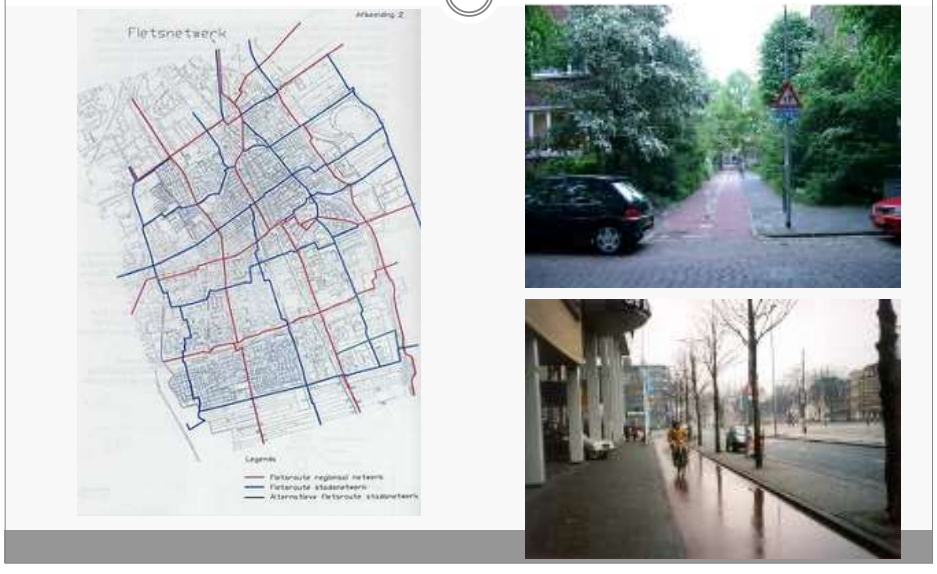 Afbeelding 2
Fietsnetwerk
Legenda
Fietsroute regionaal netwerk
Fietsroute stadsnetwerk
Alternatieve fietsroute stadsnetwerk